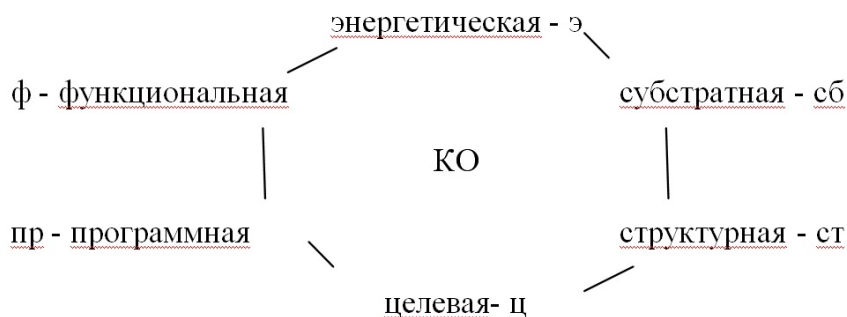 энергетическая - э
ф - функциональная субстратная - сб
КО
пр - программная структурная - ст
целевая- ц